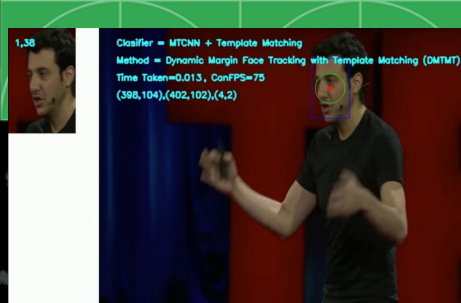 1,38
Clasifier = MTCNN + Template Matching
Method = Dynamic Margin Face Tracking with Template Matching (DMTMT)
Time Taken=0.013, CanFPS=75
(398,104),(402,102),(4,2)